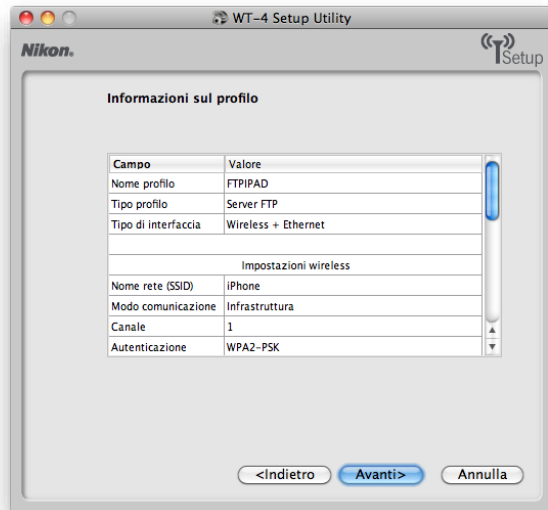 WT-4 Setup Utility
Nikon.
Setup
Informazioni sul profilo
Campo Valore
Nome profilo FTPIPAD
Tipo profilo Server FTP
Tipo di interfaccia Wireless + Ethernet
Impostazioni wireless
Nome rete (SSID) iPhone
Modo comunicazione Infrastruttura
Canale 1
Autenticazione WPA2-PSK
<Indietro Avanti> Annulla